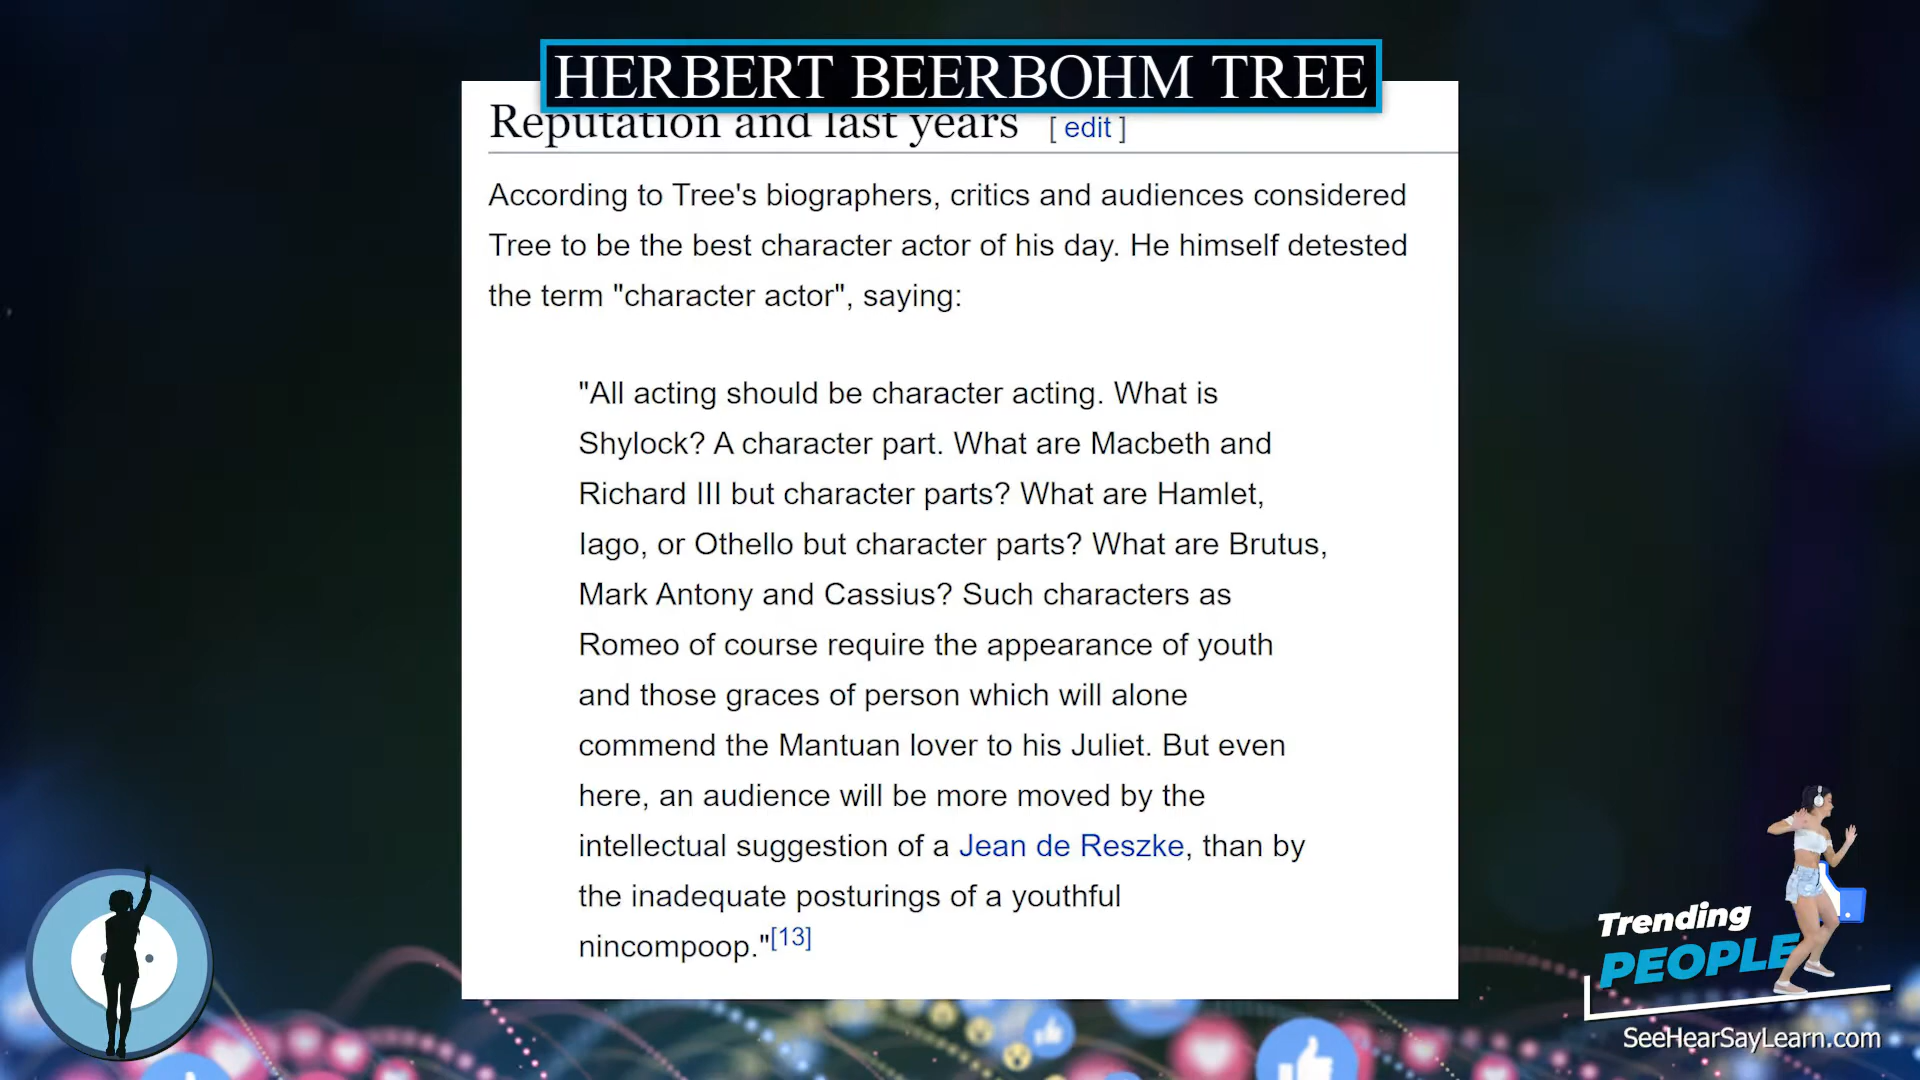 HERBERT BEERBOHM TREE
Reputation and last years [ edit ]
According to Tree's biographers, critics and audiences considered
Tree to be the best character actor of his day. He himself detested
the term "character actor", saying:
"All acting should be character acting. What is
Shylock? A character part. What are Macbeth and
Richard III but character parts? What are Hamlet,
Iago, or Othello but character parts? What are Brutus,
Mark Antony and Cassius? Such characters as
Romeo of course require the appearance of youth
and those graces of person which will alone
commend the Mantuan lover to his Juliet. But even
here, an audience will be more moved by the
intellectual suggestion of a Jean de Reszke, than by
the inadequate posturings of a youthful
nincompoop."[13]
Trending
PEOPLE
SeeHearSayLearn.com